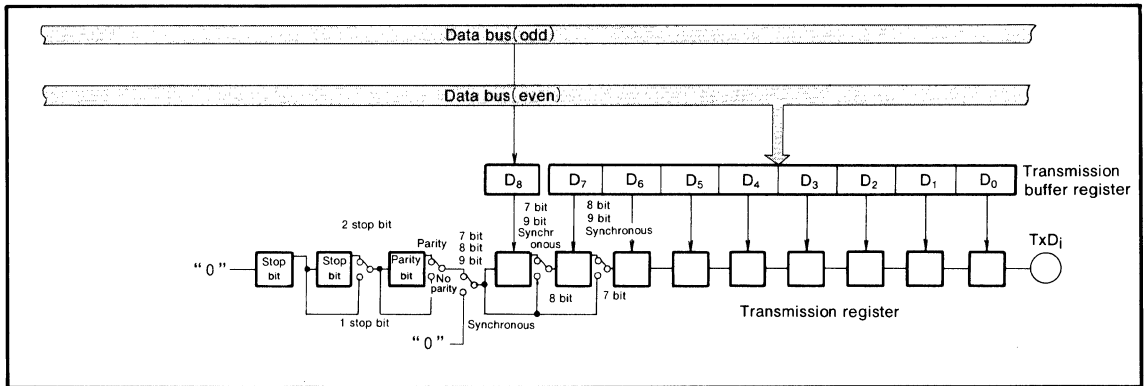 Data bus(odd)
Data bus(even)
D8 D7 D6 D5 D4 D3 D2 D1 D0
Transmission
buffer register
7 bit
9 bit
Synchr
onous
8 bit
9 bit
Synchronous
2 stop bit
7 bit
8 bit
9 bit
Parity
TxDi
"0"
Stop
bit
Stop
bit
Parity
bit
No
parity
8 bit
7 bit
1 stop bit
Synchronous
"0"
Transmission register